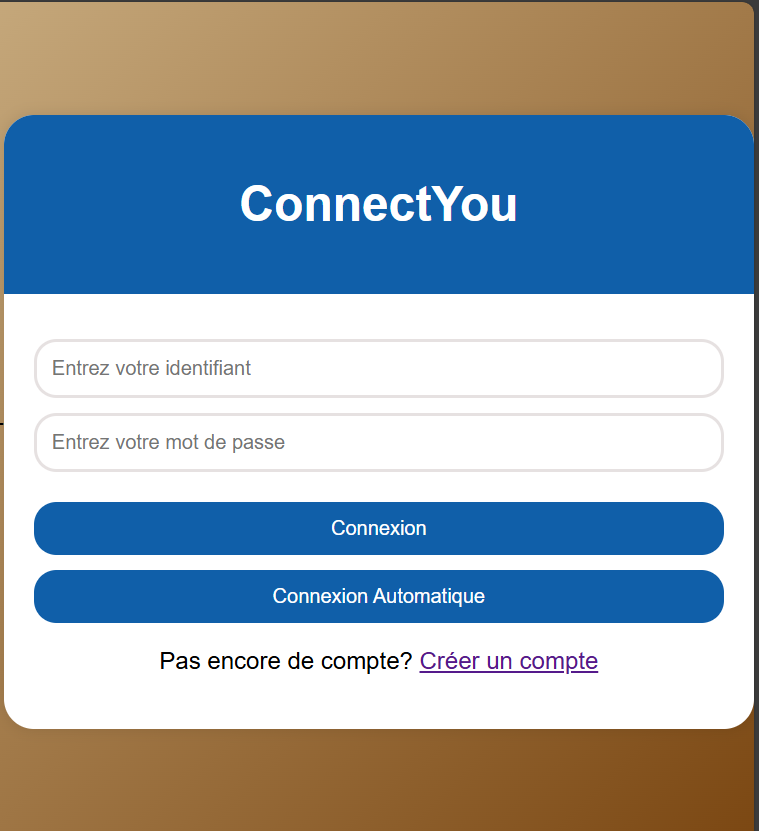 ConnectYou
Entrez votre identifiant
Entrez votre mot de passe
Connexion
Connexion Automatique
Pas encore de compte? Créer un compte